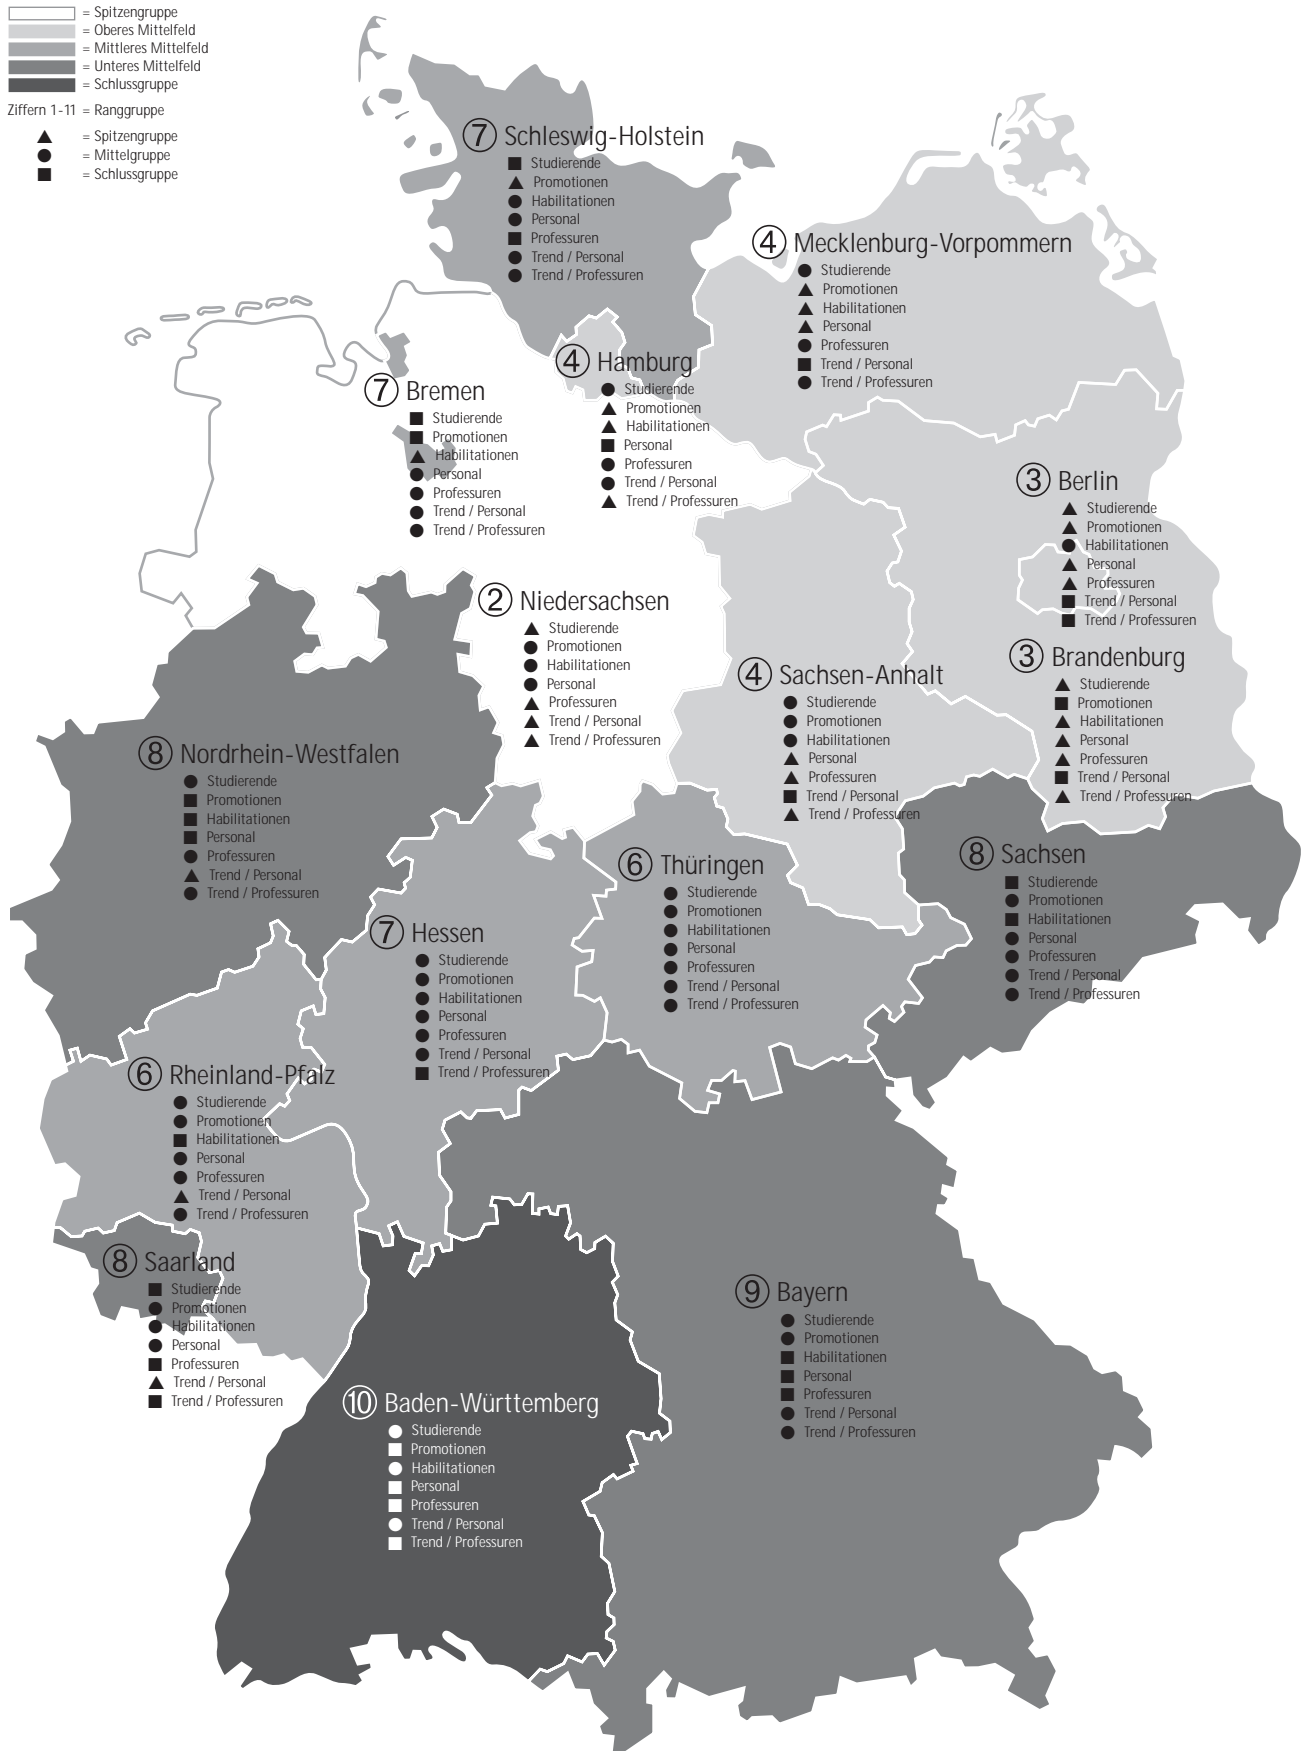 = Spitzengruppe
= Oberes Mittelfeld
= Mittleres Mittelfeld
= Unteres Mittelfeld
= Schlussgruppe
Ziffern 1-11 = Ranggruppe
= Spitzengruppe
= Mittelgruppe
= Schlussgruppe
7 Schleswig-Holstein
Studierende
Promotionen
Habilitationen
Personal
Professuren
Trend / Personal
Trend / Professuren
4 Mecklenburg-Vorpommern
Studierende
Promotionen
Habilitationen
Personal
Professuren
Trend / Personal
Trend / Professuren
4 Hamburg
Studierende
Promotionen
Habilitationen
Personal
Professuren
Trend / Personal
Trend / Professuren
7 Bremen
Studierende
Promotionen
Habilitationen
Personal
Professuren
Trend / Personal
Trend / Professuren
3 Berlin
Studierende
Promotionen
Habilitationen
Personal
Professuren
Trend / Personal
Trend / Professuren
2 Niedersachsen
Studierende
Promotionen
Habilitationen
Personal
Professuren
Trend / Personal
Trend / Professuren
3 Brandenburg
Studierende
Promotionen
Habilitationen
Personal
Professuren
Trend / Personal
Trend / Professuren
4 Sachsen-Anhalt
Studierende
Promotionen
Habilitationen
Personal
Professuren
Trend / Personal
Trend / Professuren
8 Nordrhein-Westfalen
Studierende
Promotionen
Habilitationen
Personal
Professuren
Trend / Personal
Trend / Professuren
8 Sachsen
Studierende
Promotionen
Habilitationen
Personal
Professuren
Trend / Personal
Trend / Professuren
6 Thüringen
Studierende
Promotionen
Habilitationen
Personal
Professuren
Trend / Personal
Trend / Professuren
7 Hessen
Studierende
Promotionen
Habilitationen
Personal
Professuren
Trend / Personal
Trend / Professuren
6 Rheinland-Pfalz
Studierende
Promotionen
Habilitationen
Personal
Professuren
Trend / Personal
Trend / Professuren
8 Saarland
Studierende
Promotionen
Habilitationen
Personal
Professuren
Trend / Personal
Trend / Professuren
9 Bayern
Studierende
Promotionen
Habilitationen
Personal
Professuren
Trend / Personal
Trend / Professuren
10 Baden-Württemberg
Studierende
Promotionen
Habilitationen
Personal
Professuren
Trend / Personal
Trend / Professuren